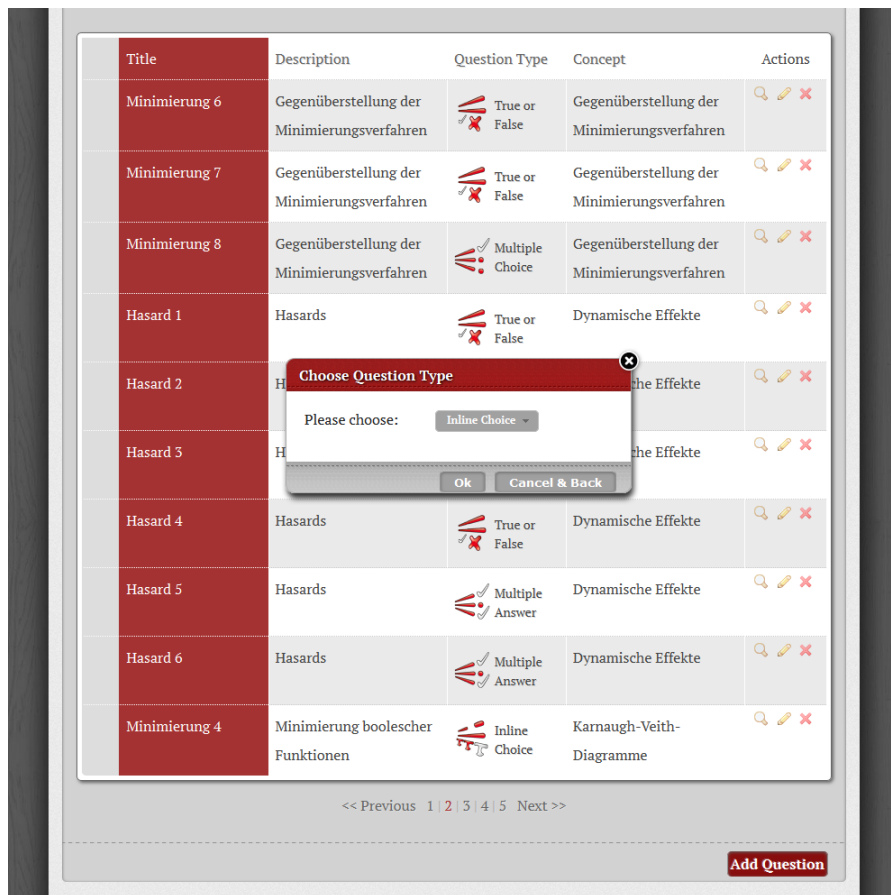 Title Description Question Type Concept Actions
Minimierung 6 Gegenüberstellung der True or Gegenüberstellung der
Minimierungsverfahren False Minimierungsverfahren
Minimierung 7 Gegenüberstellung der True or Gegenüberstellung der
Minimierungsverfahren False Minimierungsverfahren
Minimierung 8 Gegenüberstellung der Multiple Gegenüberstellung der
Minimierungsverfahren Choice Minimierungsverfahren
Hasard 1 Hasards True or Dynamische Effekte
False
Choose Question Type
Hasard 2 H he Effekte
Please choose: Inline Choice
Hasard 3 H che Effekte
Ok Cancel & Back
Hasard 4 Hasards True or Dynamische Effekte
False
Hasard 5 Hasards Multiple Dynamische Effekte
Answer
Hasard 6 Hasards Multiple Dynamische Effekte
Answer
Minimierung 4 Minimierung boolescher Inline Karnaugh-Veith-
Funktionen Choice Diagramme
<< Previous 1 | 2 | 3 | 4 | 5 Next >>
Add Question